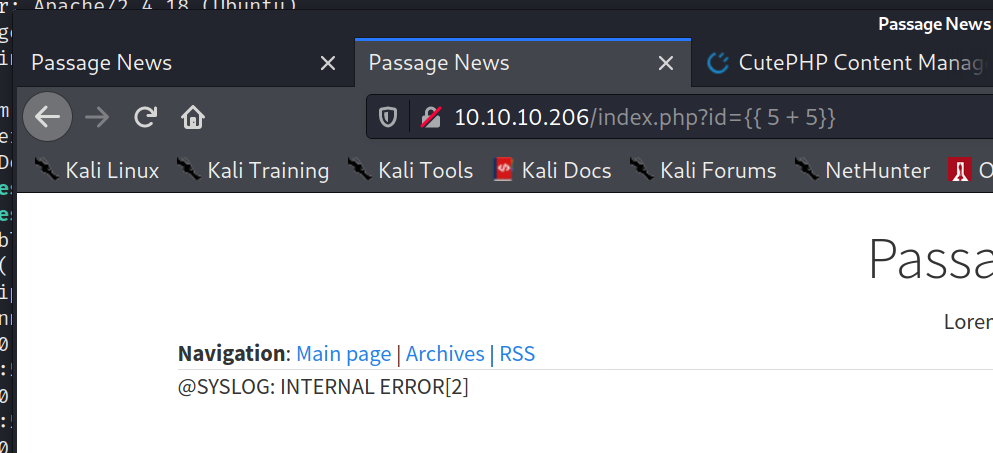 r: Apache/2.4.18 (Ubuntu)
Passage News
Passage News
Passage News
CutePHP Content Manag
10.10.10.206/index.php?id={{ 5 + 5}}
Kali Linux
Kali Training
Kali Tools
Kali Docs
Kali Forums
NetHunter
O
Passa
Lorem
Navigation: Main page | Archives | RSS
@SYSLOG: INTERNAL ERROR[2]